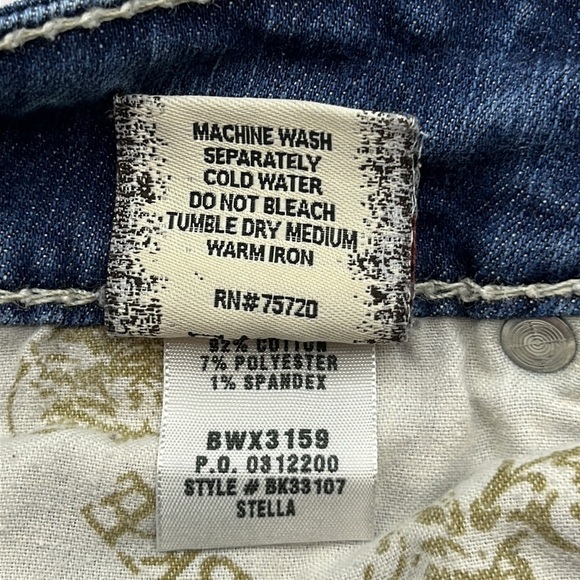 MACHINE WASH
SEPARATELY
COLD WATER
DO NOT BLEACH
TUMBLE DRY MEDIUM
WARM IRON
RN#75720
92% COTTON
7% POLYESTER
1% SPANDEX
BWX3159
P.O. 0312200
STYLE # BK33107
STELLA